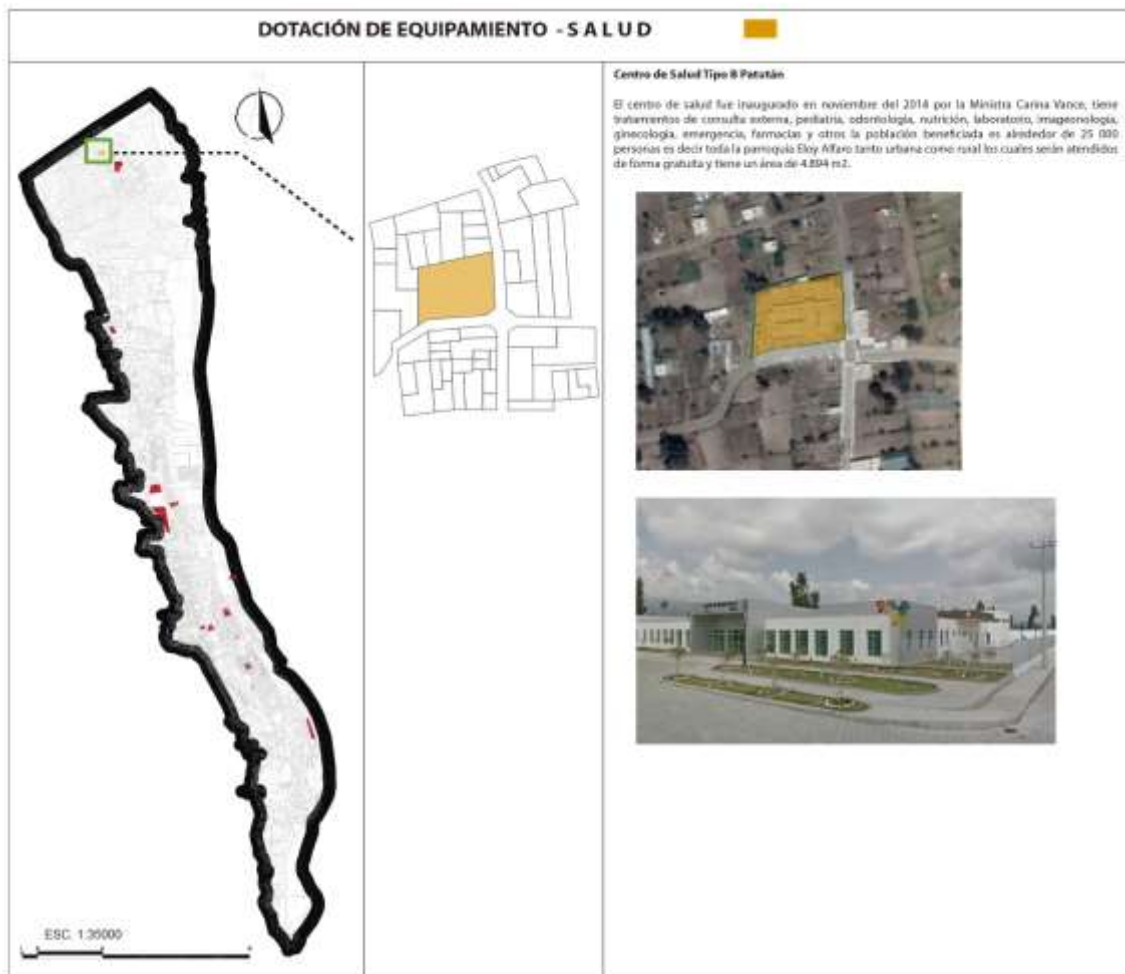 DOTACIÓN DE EQUIPAMIENTO - S A L U D
Centro de Salud Tipo B Patután
El centro de salud fue inaugurado en noviembre del 2014 por la Ministra Carina Vance, tiene
tratamientos de consulta externa, pediatría, odontología, nutrición, laboratorio, imageonología,
ginecología, emergencia, farmacias y otros la población beneficiada es alrededor de 25 000
personas es decir toda la parroquia Eloy Alfaro tanto urbana como rural los cuales serán atendidos
de forma gratuita y tiene un área de 4.894 m2.
ESC. 1:35000